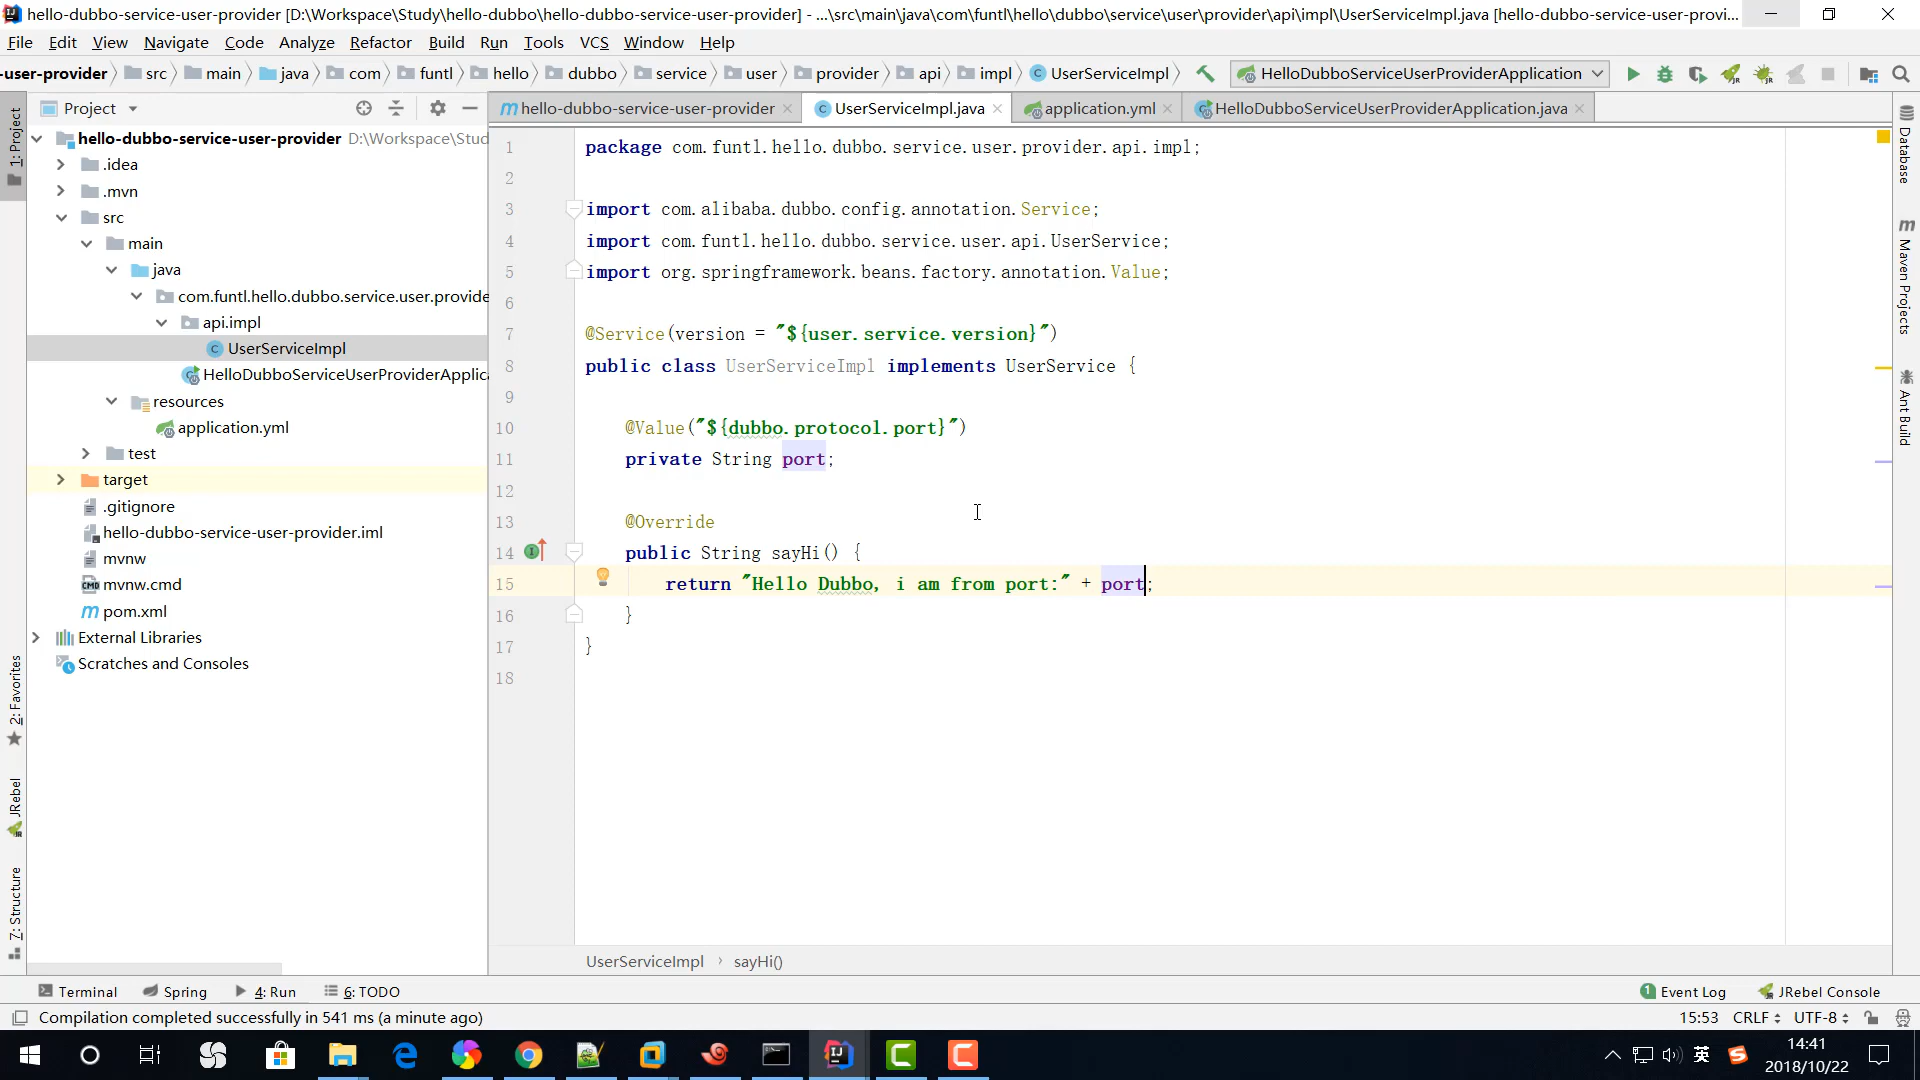 hello-dubbo-service-user-provider [D:\Workspace\Study\hello-dubbo\hello-dubbo-service-user-provider] - ...\src\main\java\com\funtl\hello\dubbo\service\user\provider\api\impl\UserServiceImpl.java [hello-dubbo-service-user-provi...
File Edit View Navigate Code Analyze Refactor Build Run Tools VCS Window Help
-user-provider src main java com funtl hello dubbo service user provider api impl UserServiceImpl HelloDubboServiceUserProviderApplication
Project
hello-dubbo-service-user-provider UserServiceImpl.java application.yml HelloDubboServiceUserProviderApplication.java
1: Project
2: Favorites
JRebel
7: Structure
hello-dubbo-service-user-provider D:\Workspace\Stud
.idea
.mvn
src
main
java
com.funtl.hello.dubbo.service.user.provide
api.impl
UserServiceImpl
HelloDubboServiceUserProviderApplica
resources
application.yml
test
target
.gitignore
hello-dubbo-service-user-provider.iml
mvnw
mvnw.cmd
pom.xml
External Libraries
Scratches and Consoles
1 package com.funtl.hello.dubbo.service.user.provider.api.impl;
2
3 import com.alibaba.dubbo.config.annotation.Service;
4 import com.funtl.hello.dubbo.service.user.api.UserService;
5 import org.springframework.beans.factory.annotation.Value;
6
7 @Service(version = "${user.service.version}")
8 public class UserServiceImpl implements UserService {
9
10 @Value("${dubbo.protocol.port}")
11 private String port;
12
13 @Override
14 public String sayHi() {
15 return "Hello Dubbo, i am from port:" + port;
16 }
17 }
18
Database
Maven Projects
Ant Build
UserServiceImpl › sayHi()
Terminal Spring 4: Run 6: TODO 1 Event Log JRebel Console
Compilation completed successfully in 541 ms (a minute ago) 15:53 CRLF UTF-8
英
14:41
2018/10/22